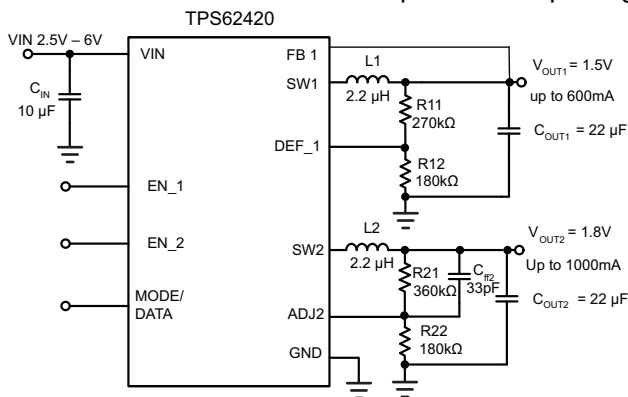 TPS62420
VIN 2.5V – 6V
VIN
FB 1
L1
SW1
2.2 µH
V_OUT1 = 1.5V
up to 600mA
C_IN
10 µF
R11
270kΩ
C_OUT1 = 22 µF
DEF_1
R12
180kΩ
EN_1
EN_2
L2
SW2
2.2 µH
V_OUT2 = 1.8V
Up to 1000mA
R21
360kΩ
C_ff2
33pF
C_OUT2 = 22 µF
MODE/
DATA
ADJ2
R22
180kΩ
GND